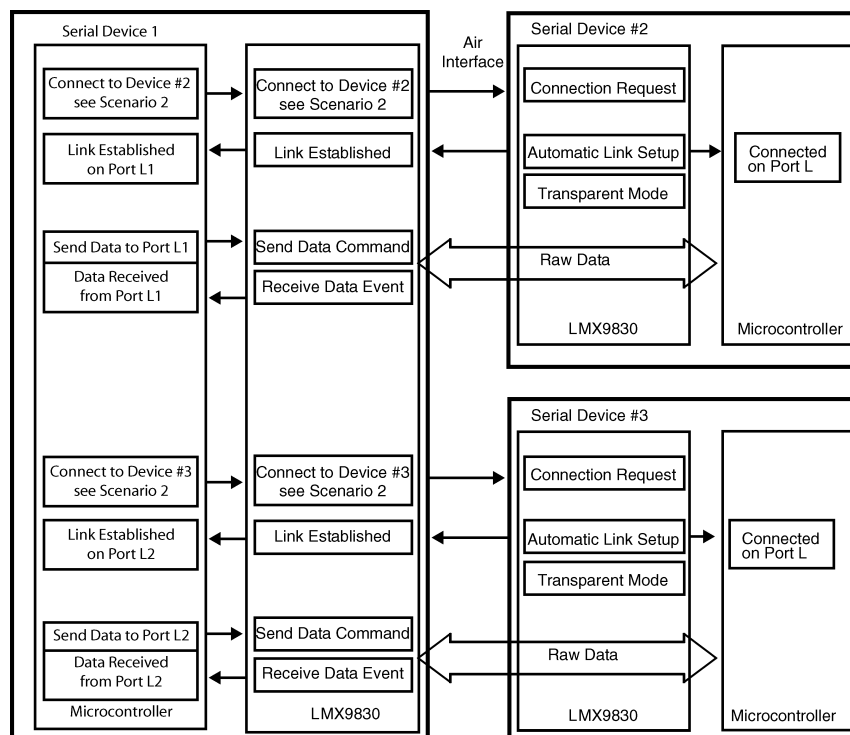 Serial Device 1
Connect to Device #2
see Scenario 2
Link Established
on Port L1
Send Data to Port L1
Data Received
from Port L1
Connect to Device #3
see Scenario 2
Link Established
on Port L2
Send Data to Port L2
Data Received
from Port L2
Microcontroller
Connect to Device #2
see Scenario 2
Link Established
Send Data Command
Receive Data Event
Connect to Device #3
see Scenario 2
Link Established
Send Data Command
Receive Data Event
LMX9830
Air
Interface
Serial Device #2
Connection Request
Automatic Link Setup
Transparent Mode
Raw Data
LMX9830
Connected
on Port L
Microcontroller
Serial Device #3
Connection Request
Automatic Link Setup
Transparent Mode
Raw Data
LMX9830
Connected
on Port L
Microcontroller